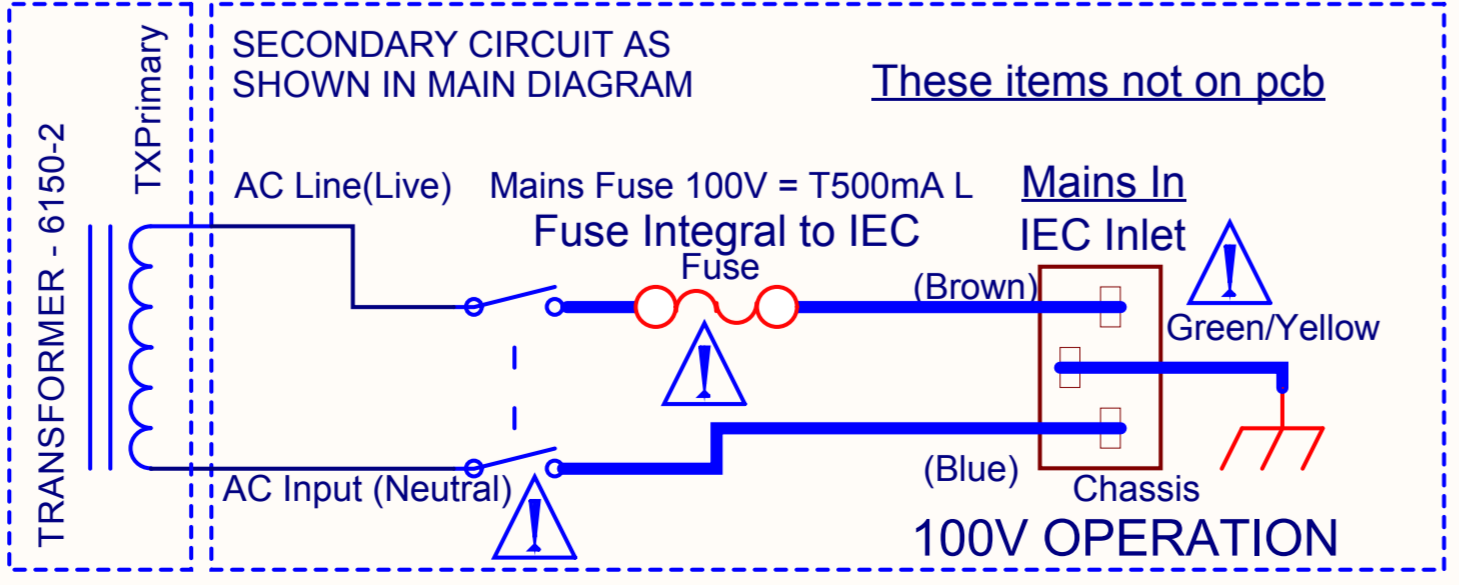 TRANSFORMER - 6150-2
TXPrimary
SECONDARY CIRCUIT AS
SHOWN IN MAIN DIAGRAM
These items not on pcb
AC Line(Live)
Mains Fuse 100V = T500mA L
Mains In
Fuse Integral to IEC
IEC Inlet
Fuse
(Brown)
Green/Yellow
AC Input (Neutral)
(Blue)
Chassis
100V OPERATION